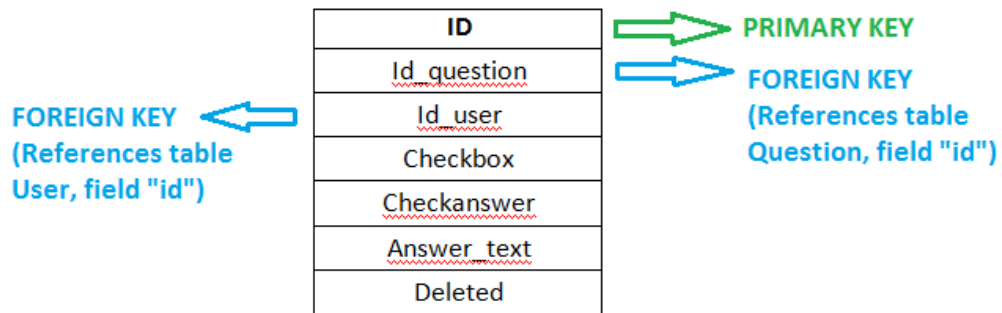 ID
PRIMARY KEY
Id_question
FOREIGN KEY
(References table
Question, field "id")
FOREIGN KEY
(References table
User, field "id")
Id_user
Checkbox
Checkanswer
Answer_text
Deleted